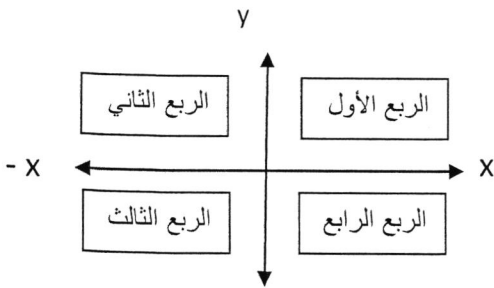 y
الربع الثاني
الربع الأول
- X
X
الربع الثالث
الربع الرابع